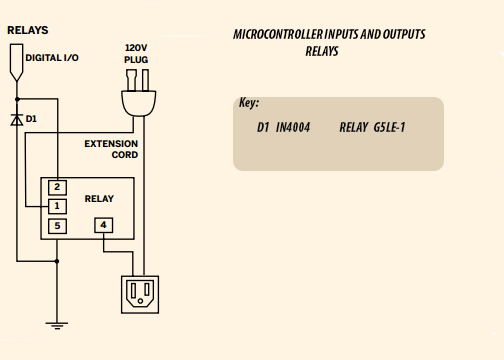 RELAYS
DIGITAL I/O
120V
PLUG
D1
EXTENSION
CORD
2
1
RELAY
5
4
MICROCONTROLLER INPUTS AND OUTPUTS
RELAYS
Key:
D1 IN4004 RELAY G5LE-1